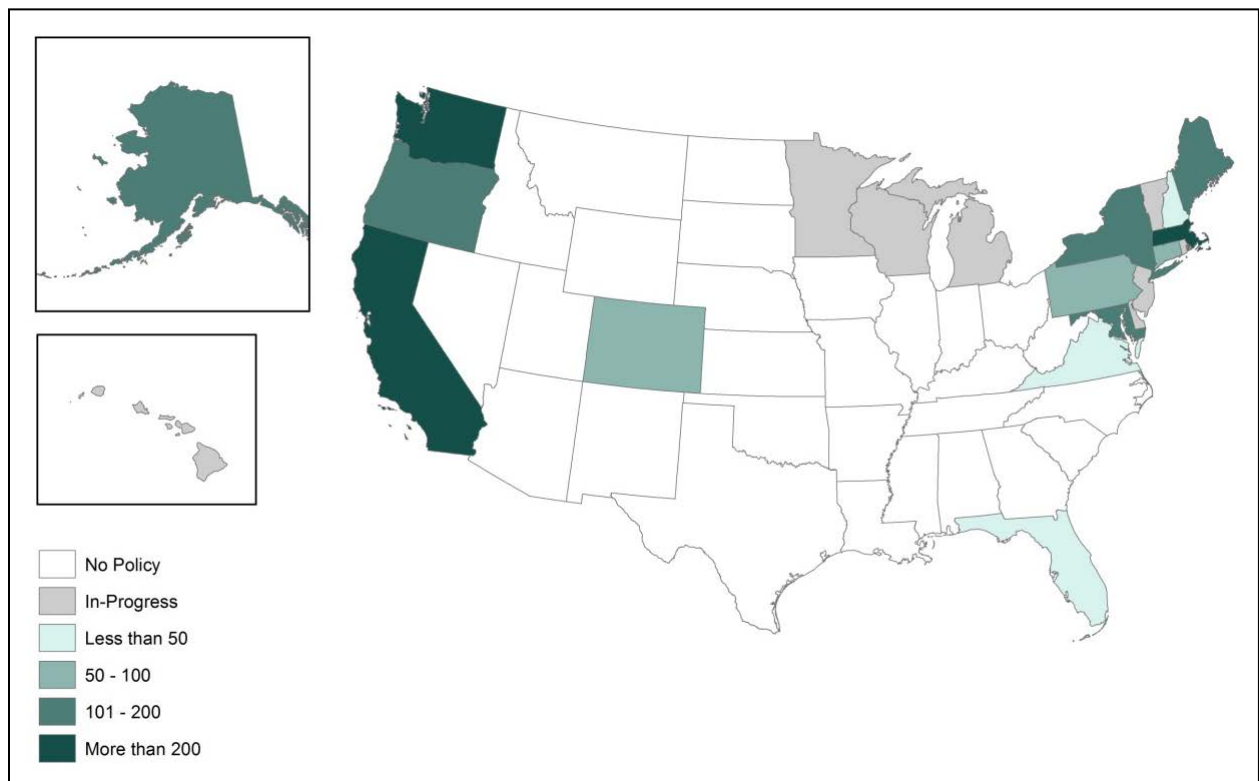 No Policy
In-Progress
Less than 50
50 - 100
101 - 200
More than 200